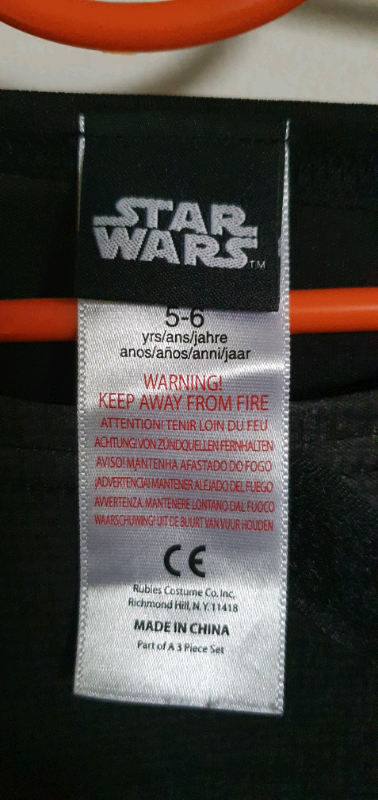 STAR
WARS™
5-6
yrs/ans/jahre
anos/años/anni/jaar
WARNING!
KEEP AWAY FROM FIRE
ATTENTION! TENIR LOIN DU FEU
ACHTUNG! VON ZUNDQUELLEN FERNHALTEN
AVISO! MANTENHA AFASTADO DO FOGO
¡ADVERTENCIA! MANTENER ALEJADO DEL FUEGO
AVVERTENZA. MANTENERE LONTANO DAL FUOCO
WAARSCHUWING! UIT DE BUURT VAN VUUR HOUDEN
CE
Rubies Costume Co. Inc,
Richmond Hill, N.Y. 11418
MADE IN CHINA
Part of A 3 Piece Set